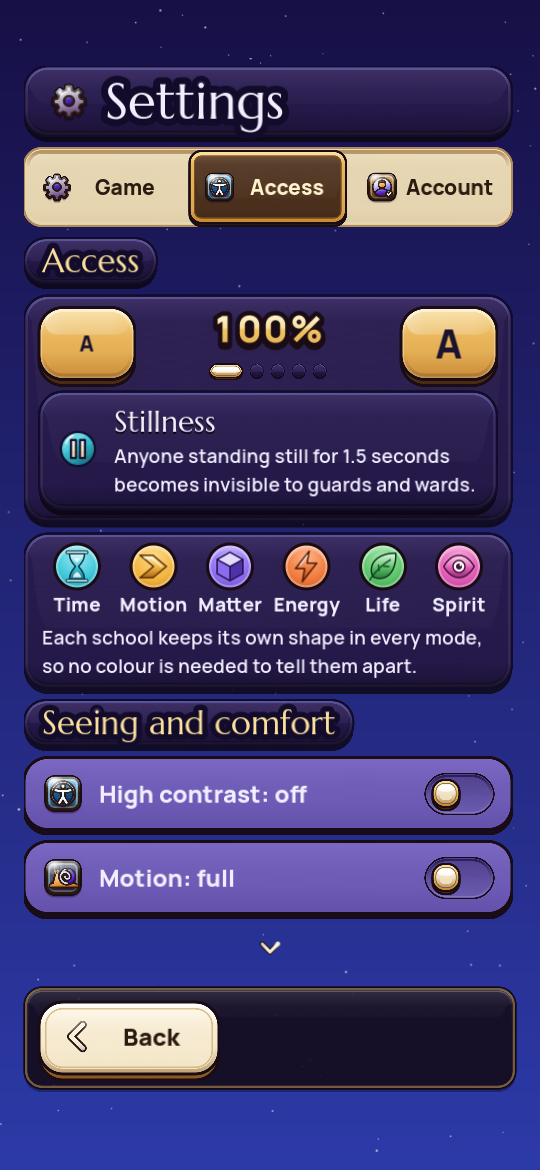 Settings
Game Access Account
Access
A 100% A
Stillness
Anyone standing still for 1.5 seconds
becomes invisible to guards and wards.
Time Motion Matter Energy Life Spirit
Each school keeps its own shape in every mode,
so no colour is needed to tell them apart.
Seeing and comfort
High contrast: off
Motion: full
Back